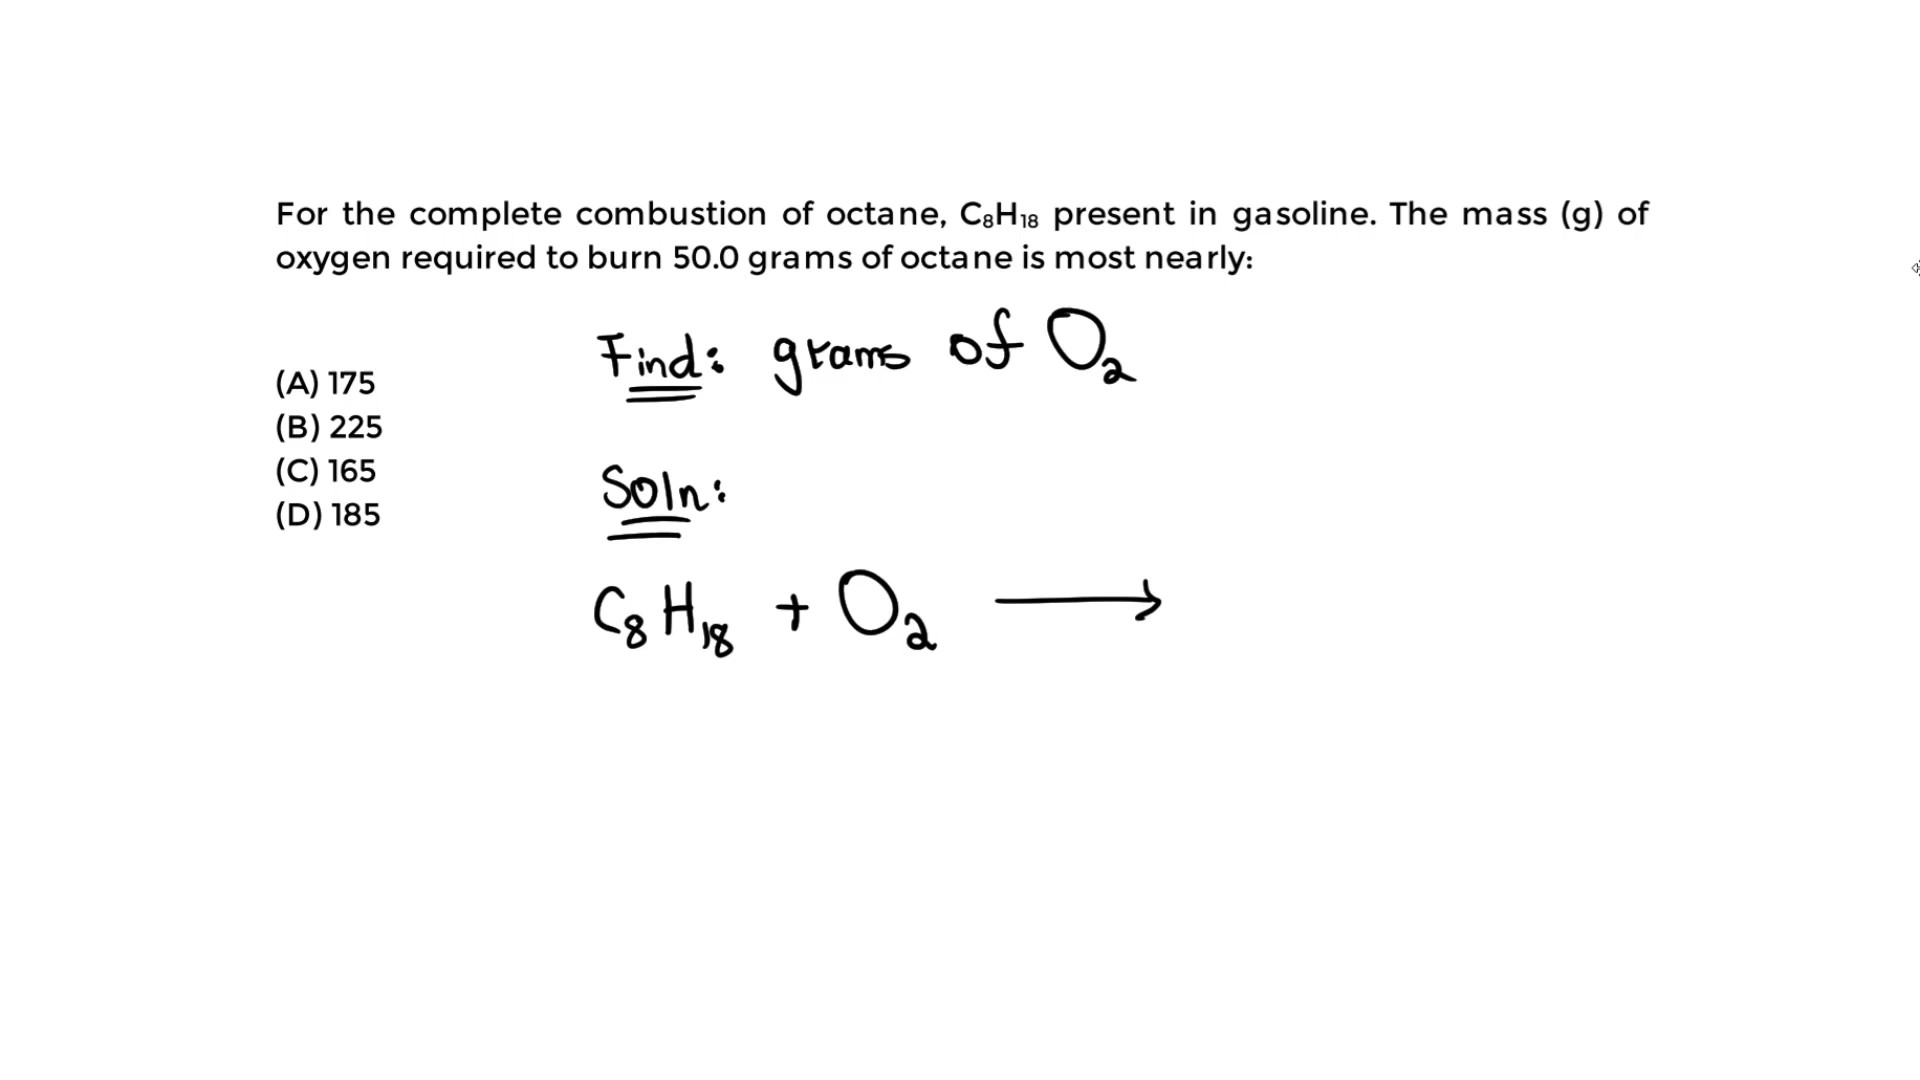 For the complete combustion of octane, C₈H₁₈ present in gasoline. The mass (g) of
oxygen required to burn 50.0 grams of octane is most nearly:
Find: grams of O₂
(A) 175
(B) 225
(C) 165
(D) 185
Soln:
C₈H₁₈ + O₂ →